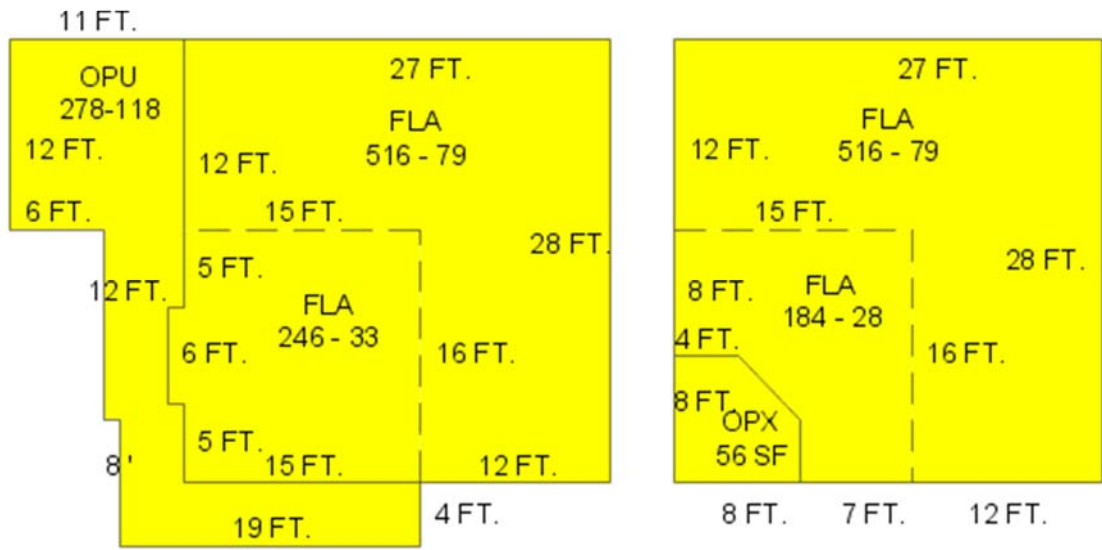 11 FT.
OPU
278-118
27 FT.
FLA
516 - 79
12 FT.
12 FT.
6 FT.
15 FT.
5 FT.
28 FT.
12 FT.
FLA
246 - 33
6 FT.
16 FT.
5 FT.
8 '
15 FT.
12 FT.
19 FT.
4 FT.
27 FT.
FLA
516 - 79
12 FT.
15 FT.
28 FT.
8 FT.
FLA
184 - 28
4 FT.
16 FT.
8 FT.
OPX
56 SF
8 FT.
7 FT.
12 FT.